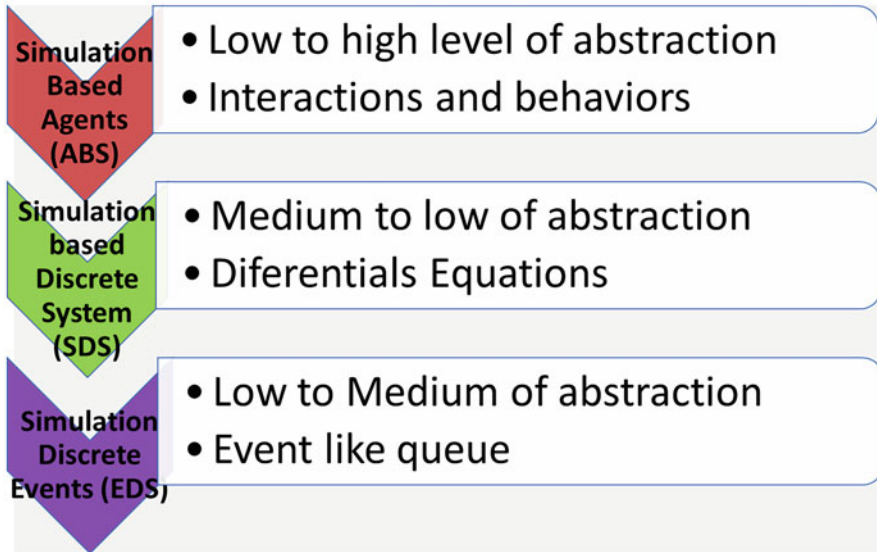 Simulation
Based
Agents
(ABS)
• Low to high level of abstraction
• Interactions and behaviors
Simulation
based
Discrete
System
(SDS)
• Medium to low of abstraction
• Diferentials Equations
Simulation
Discrete
Events (EDS)
• Low to Medium of abstraction
• Event like queue